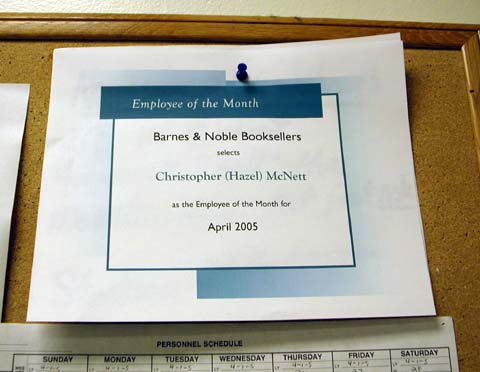 Employee of the Month
Barnes & Noble Booksellers
selects
Christopher (Hazel) McNett
as the Employee of the Month for
April 2005
PERSONNEL SCHEDULE
SUNDAY MONDAY TUESDAY WEDNESDAY THURSDAY FRIDAY SATURDAY